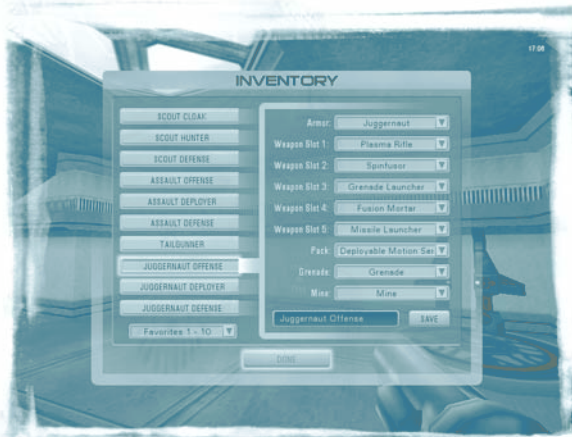 17:08
INVENTORY
SCOUT CLOAK
SCOUT HUNTER
SCOUT DEFENSE
ASSAULT OFFENSE
ASSAULT DEPLOYER
ASSAULT DEFENSE
TAILGUNNER
JUGGERNAUT OFFENSE
JUGGERNAUT DEPLOYER
JUGGERNAUT DEFENSE
Favorites 1 - 10
Armor: Juggernaut
Weapon Slot 1: Plasma Rifle
Weapon Slot 2: Spinfusor
Weapon Slot 3: Grenade Launcher
Weapon Slot 4: Fusion Mortar
Weapon Slot 5: Missile Launcher
Pack: Deployable Motion Sen
Grenade: Grenade
Mine: Mine
Juggernaut Offense SAVE
DONE